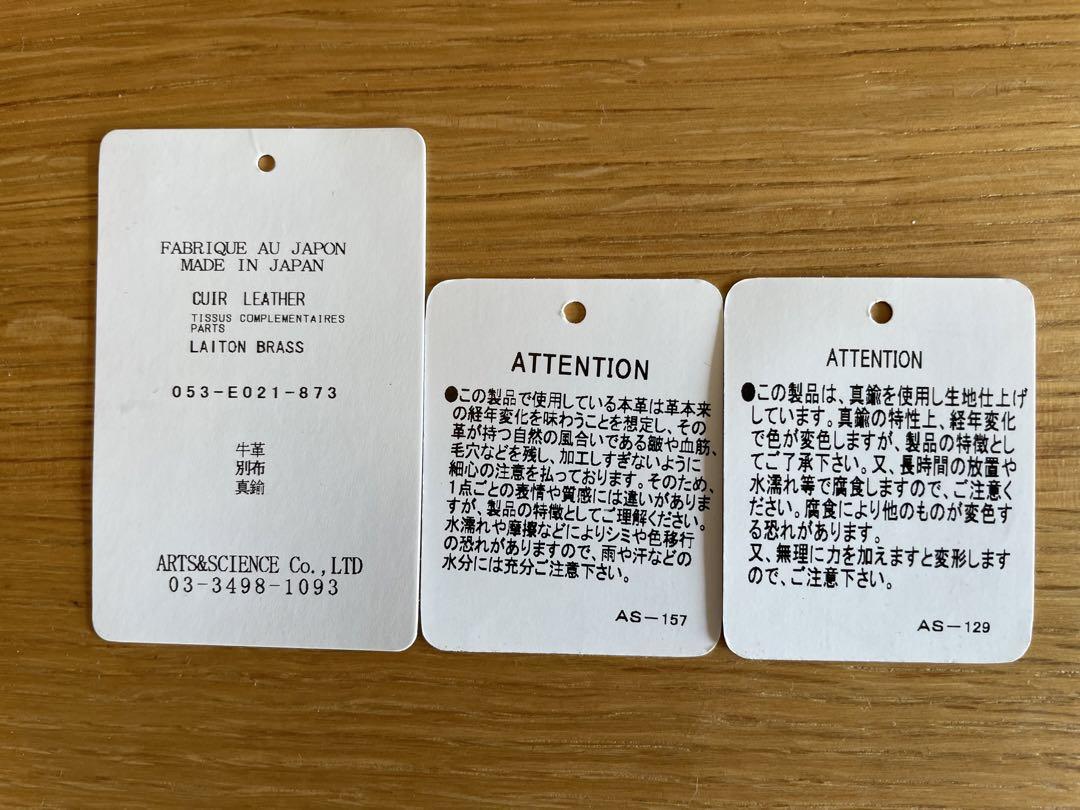 FABRIQUE AU JAPON
MADE IN JAPAN
CUIR LEATHER
TISSUS COMPLEMENTAIRES
PARTS
LAITON BRASS
053-E021-873
牛革
別布
真鍮
ARTS&SCIENCE Co.,LTD
03-3498-1093
ATTENTION
●この製品で使用している本革は革本来
の経年変化を味わうことを想定し、その
革が持つ自然の風合いである皺や血筋、
毛穴などを残し、加工しすぎないように
細心の注意を払っております。そのため、
1点ごとの表情や質感には違いがありま
すが、製品の特徴としてご理解ください。
水濡れや摩擦などによりシミや色移行
の恐れがありますので、雨や汗などの
水分には充分ご注意下さい。
AS-157
ATTENTION
●この製品は、真鍮を使用し生地仕上げ
しています。真鍮の特性上、経年変化
で色が変色しますが、製品の特徴とし
てご了承下さい。又、長時間の放置や
水濡れ等で腐食しますので、ご注意く
ださい。腐食により他のものが変色す
る恐れがあります。
又、無理に力を加えますと変形します
ので、ご注意下さい。
AS-129